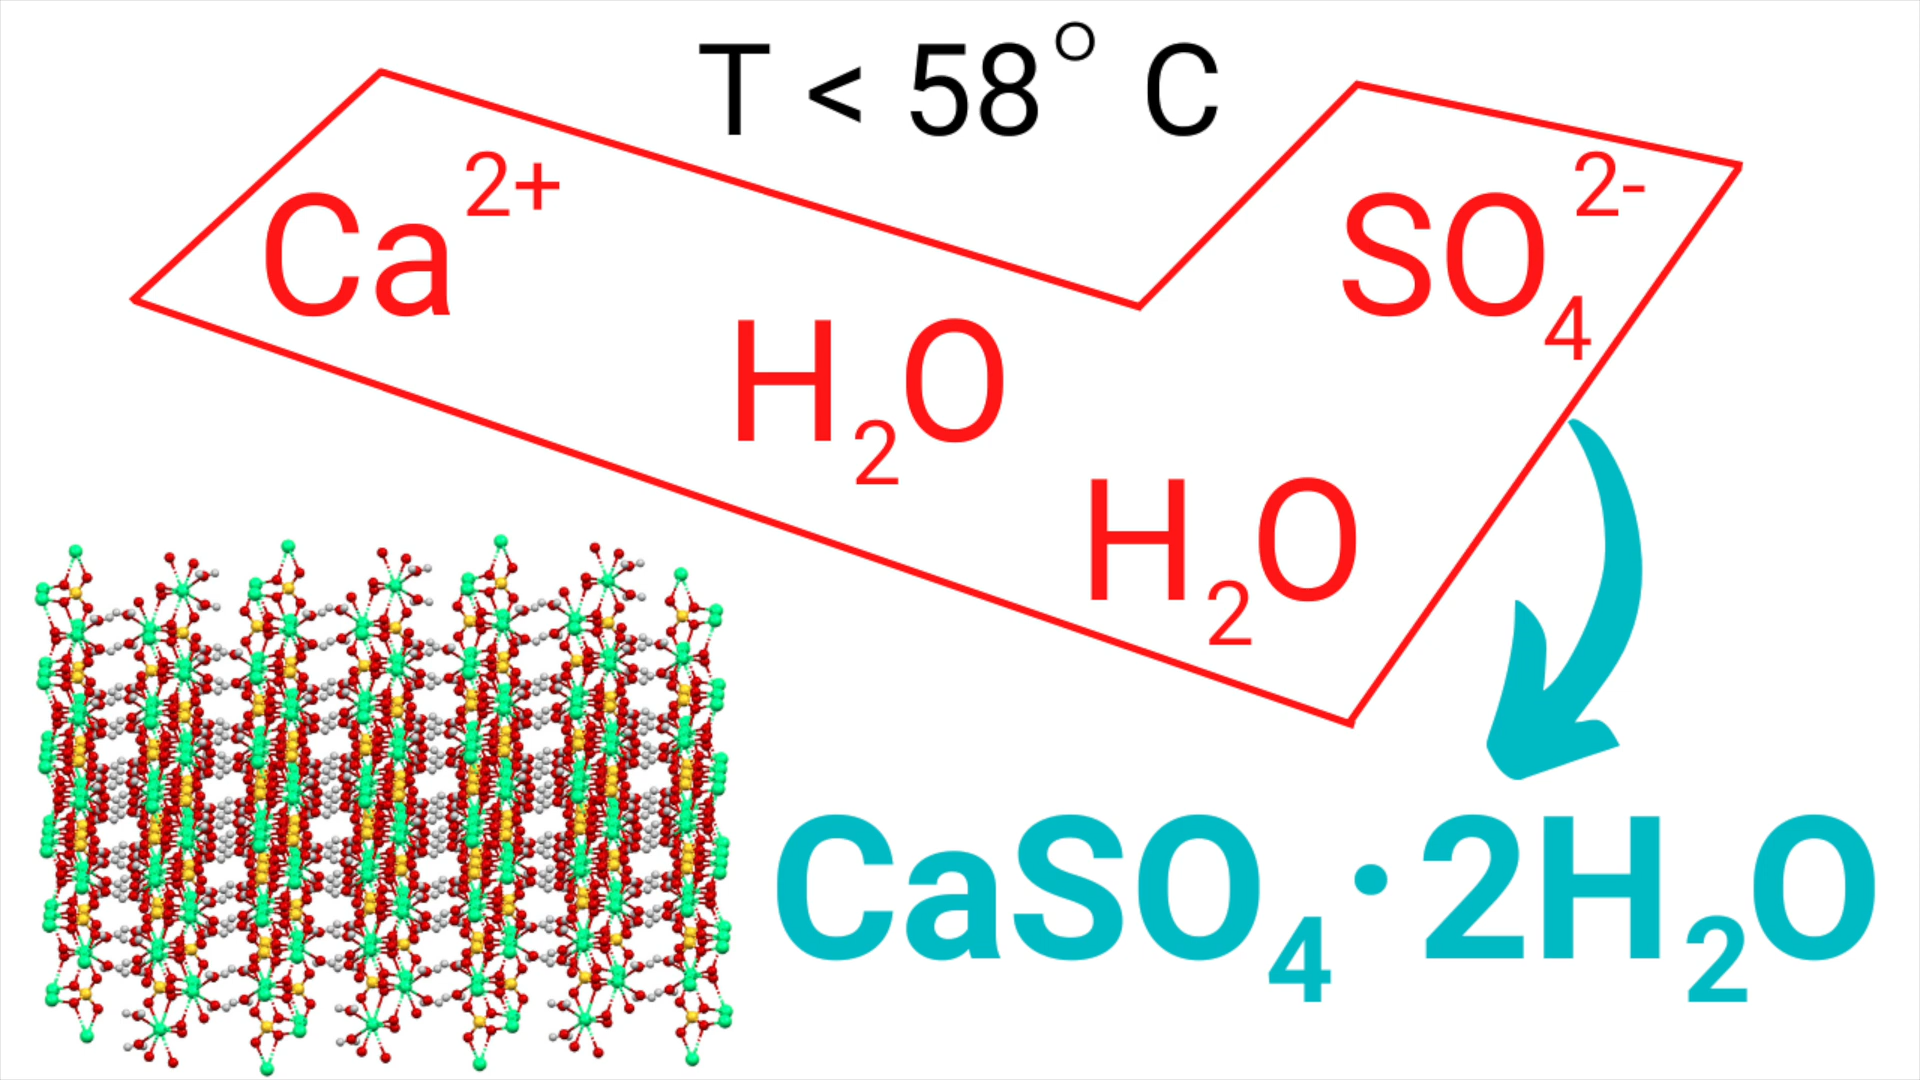 T < 58° C
Ca²⁺
SO₄²⁻
H₂O
H₂O
CaSO₄·2H₂O